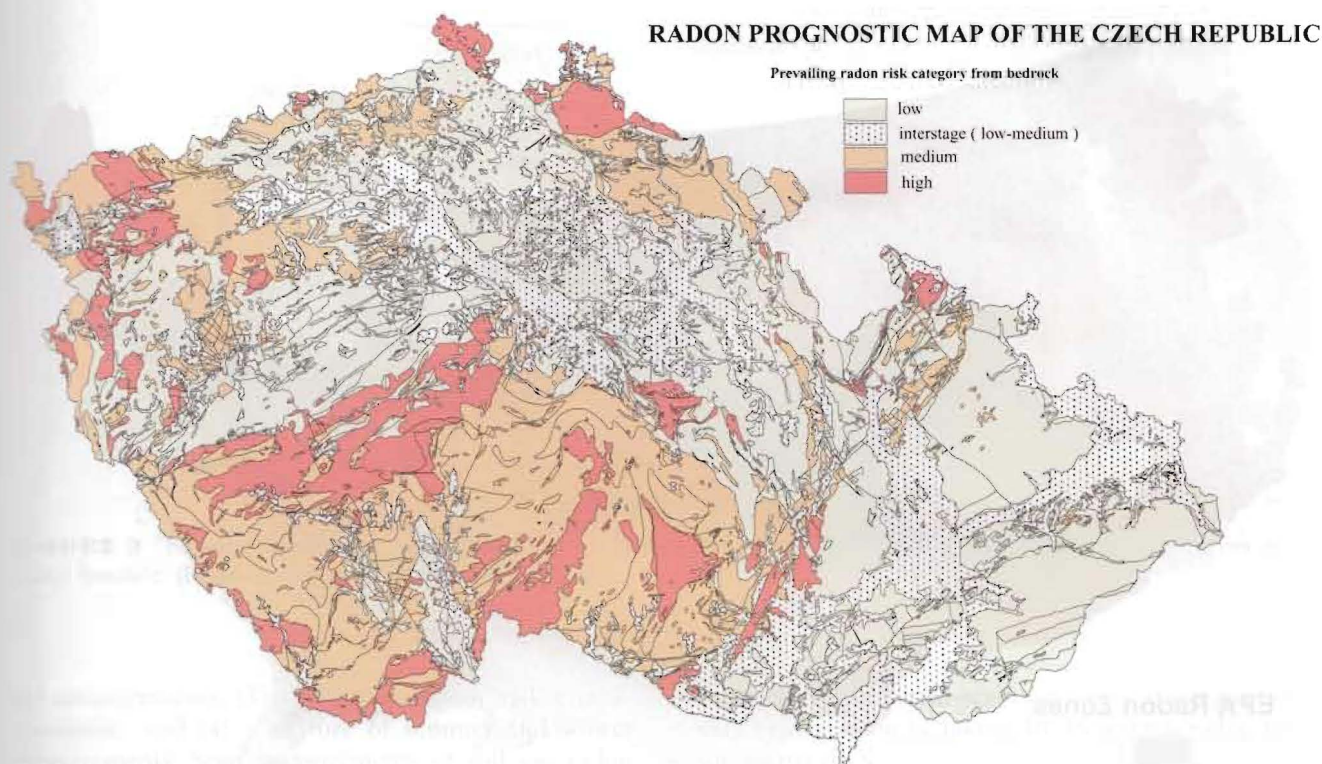 RADON PROGNOSTIC MAP OF THE CZECH REPUBLIC
Prevailing radon risk category from bedrock
low
interstage ( low-medium )
medium
high
EPA Radon Zones